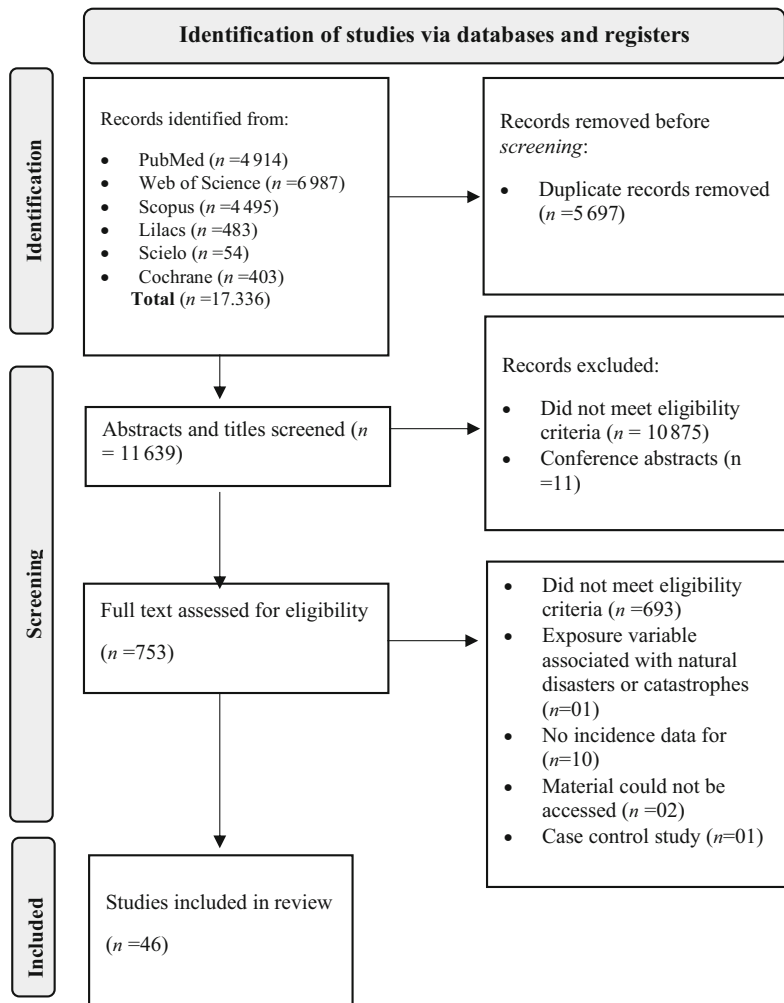 Identification of studies via databases and registers
Identification
Records identified from:
• PubMed (n =4 914)
• Web of Science (n =6 987)
• Scopus (n =4 495)
• Lilacs (n =483)
• Scielo (n =54)
• Cochrane (n =403)
Total (n =17.336)
Records removed before
screening:
• Duplicate records removed
(n =5 697)
Screening
Abstracts and titles screened (n
= 11 639)
Records excluded:
• Did not meet eligibility
criteria (n = 10 875)
• Conference abstracts (n
=11)
Full text assessed for eligibility
(n =753)
• Did not meet eligibility
criteria (n =693)
• Exposure variable
associated with natural
disasters or catastrophes
(n=01)
• No incidence data for
(n=10)
• Material could not be
accessed (n =02)
• Case control study (n=01)
Included
Studies included in review
(n =46)